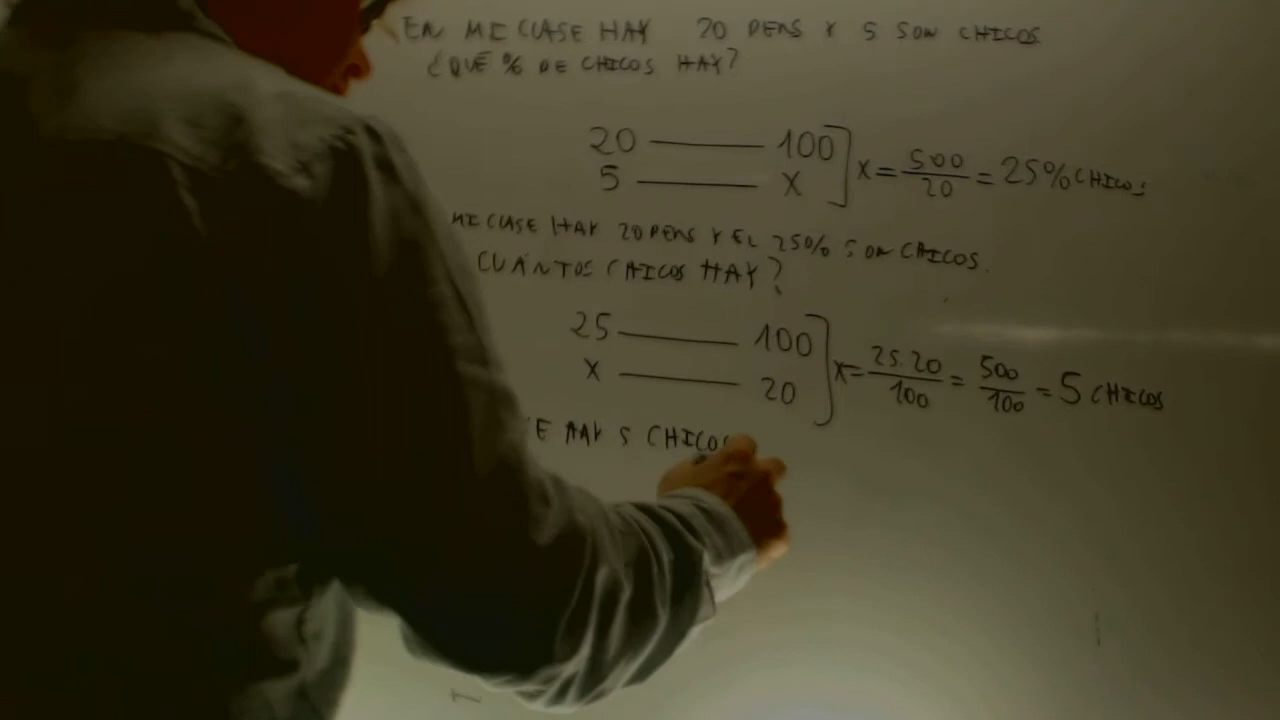 EN MI CLASE HAY 20 PERS Y 5 SON CHICOS
¿QUÉ % DE CHICOS HAY?
20 — 100
5 — X
X = 500/20 = 25% CHICOS
MI CLASE HAY 20 PERS Y EL 25% SON CHICOS.
CUÁNTOS CHICOS HAY?
25 — 100
X — 20
X = 25.20/100 = 500/100 = 5 CHICOS
HAY 5 CHICOS